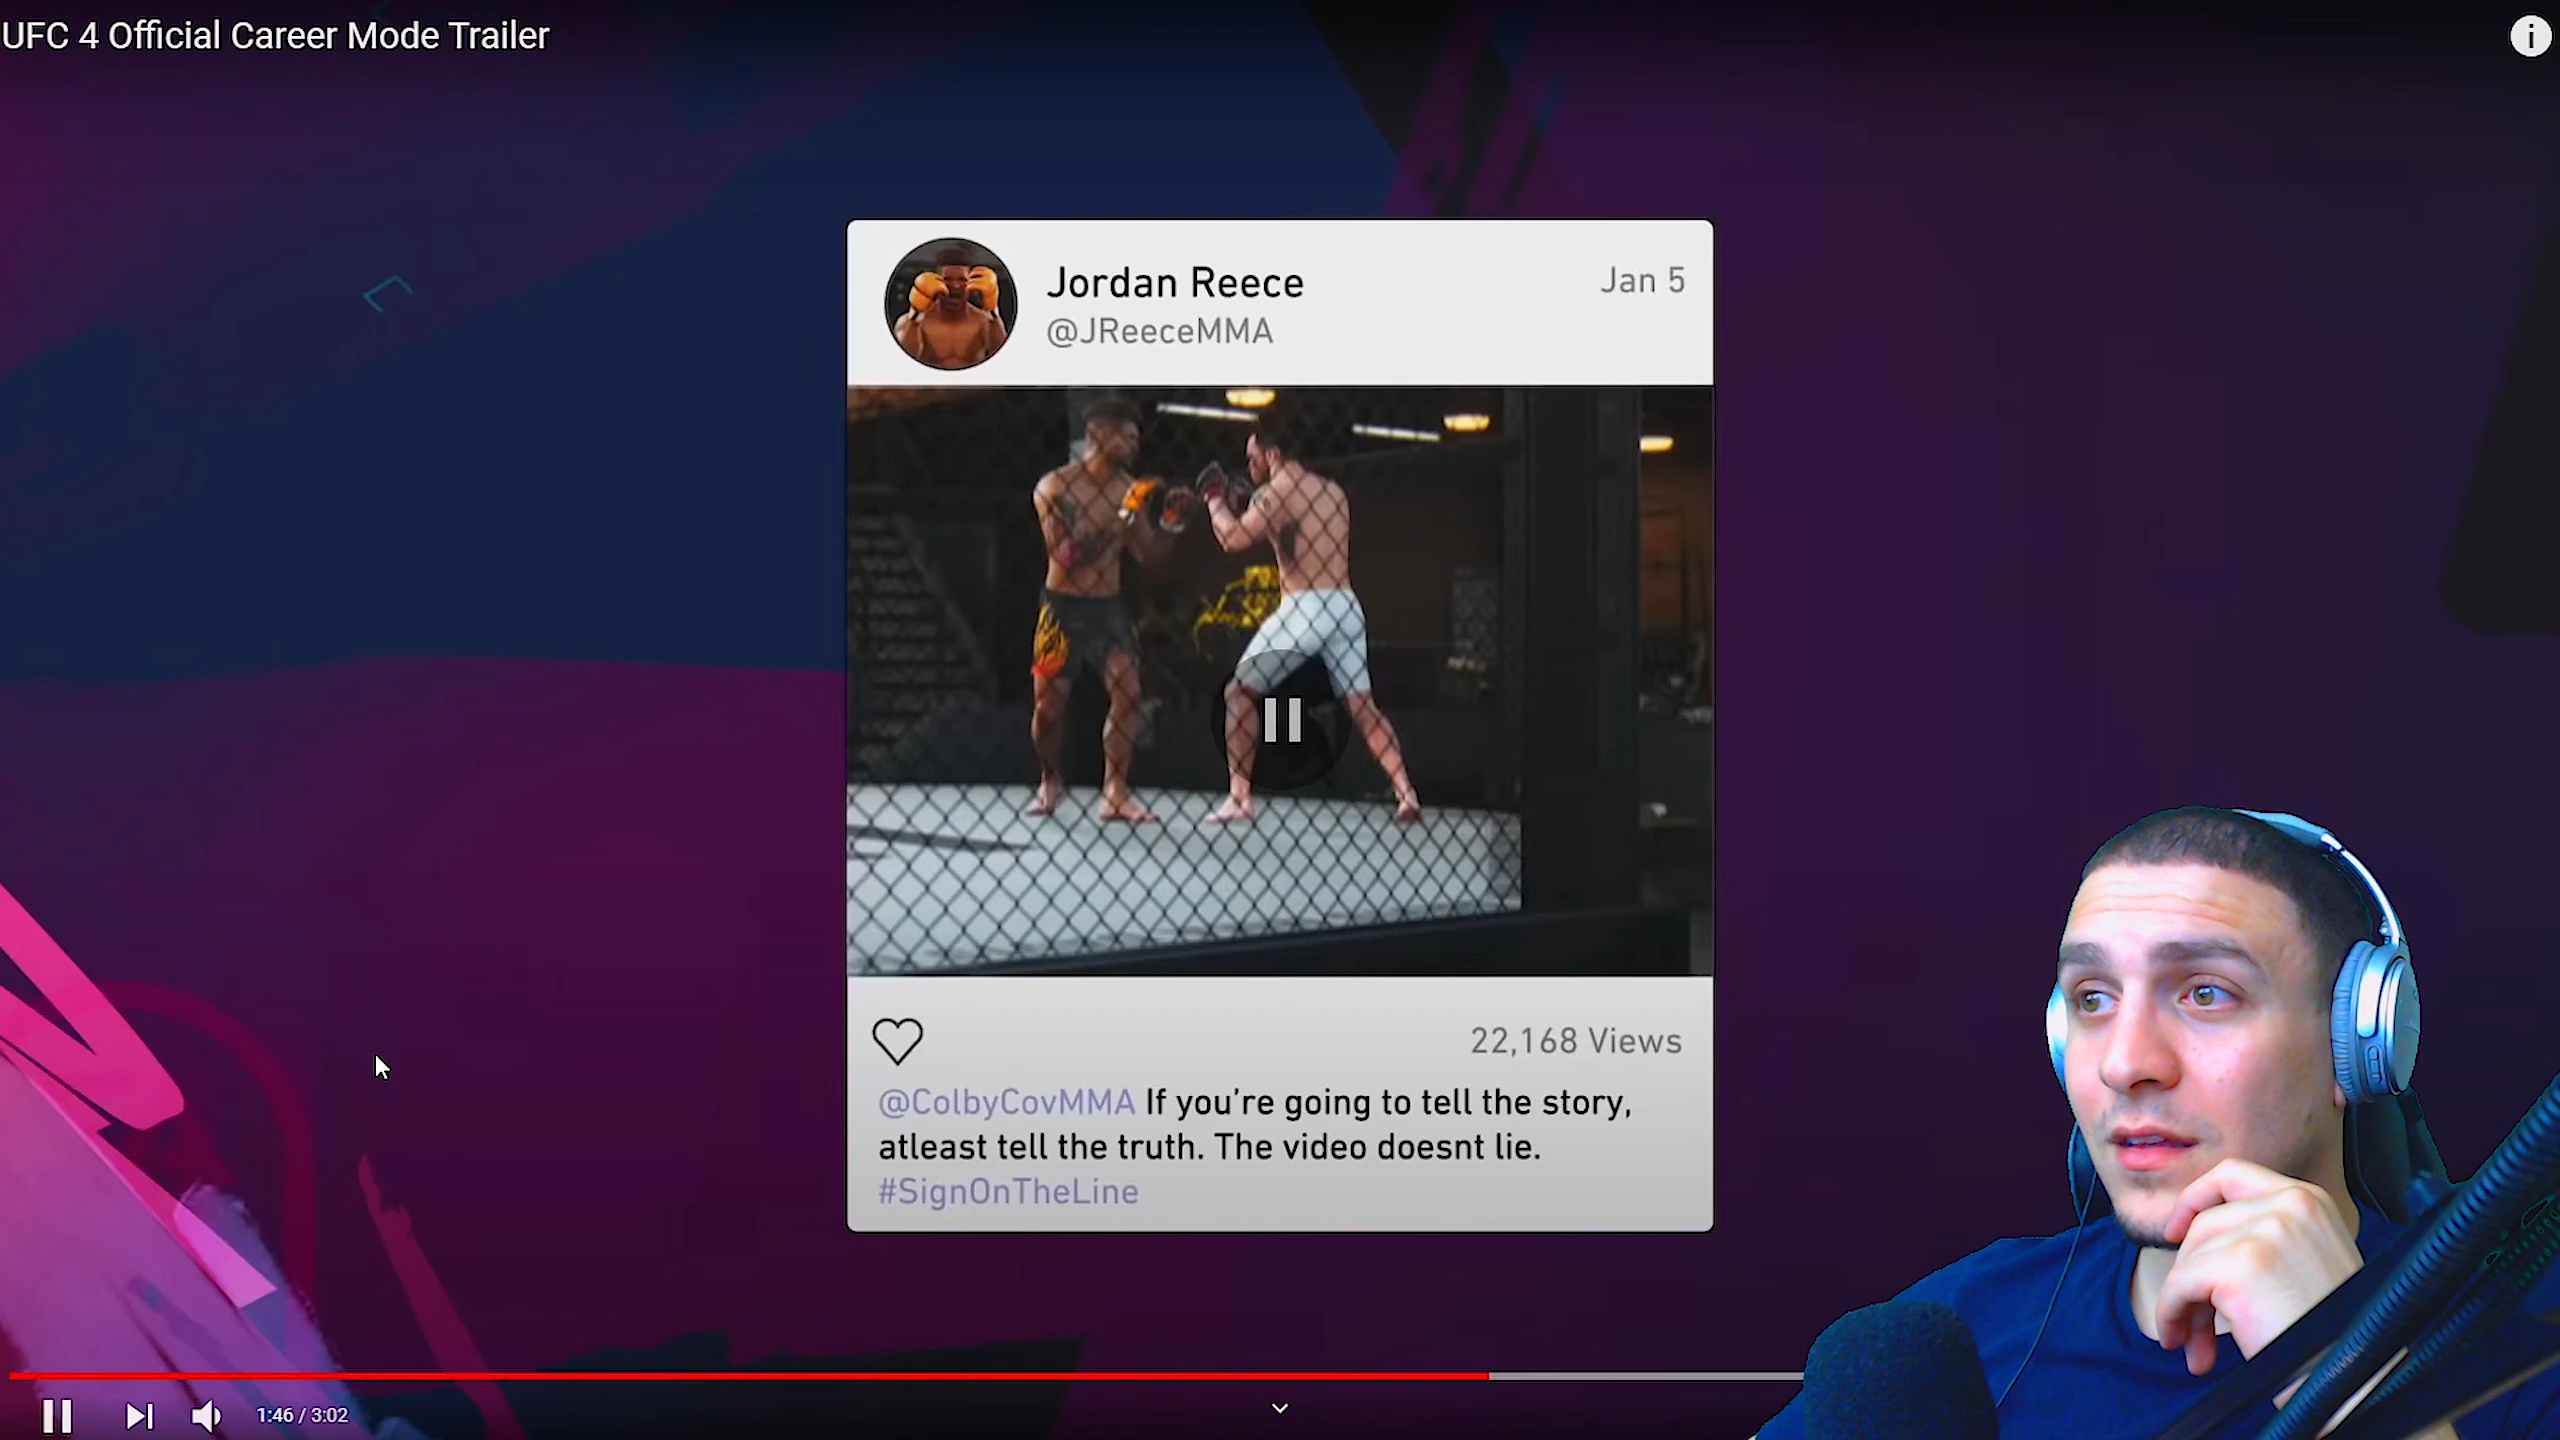 UFC 4 Official Career Mode Trailer
Jordan Reece
Jan 5
@JReeceMMA
22,168 Views
@ColbyCovMMA If you’re going to tell the story,
atleast tell the truth. The video doesnt lie.
#SignOnTheLine
1:46 / 3:02